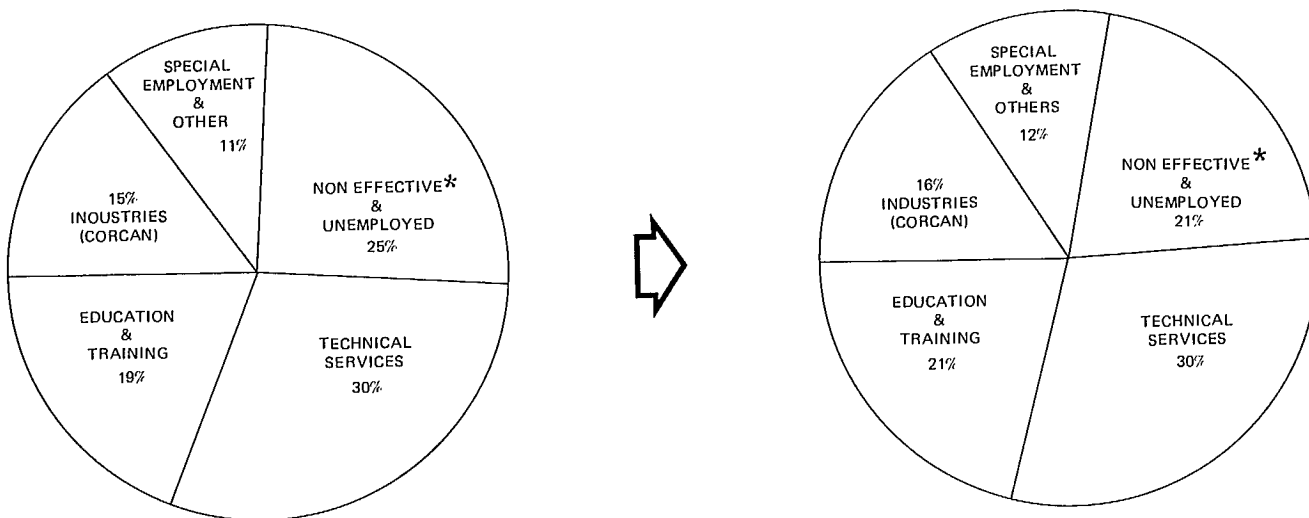 SPECIAL
EMPLOYMENT
&
OTHER
11%
NON EFFECTIVE*
&
UNEMPLOYED
25%
15%
INOUSTRIES
(CORCAN)
EDUCATION
&
TRAINING
19%
TECHNICAL
SERVICES
30%
SPECIAL
EMPLOYMENT
&
OTHERS
12%
NON EFFECTIVE*
&
UNEMPLOYED
21%
16%
INDUSTRIES
(CORCAN)
EDUCATION
&
TRAINING
21%
TECHNICAL
SERVICES
30%